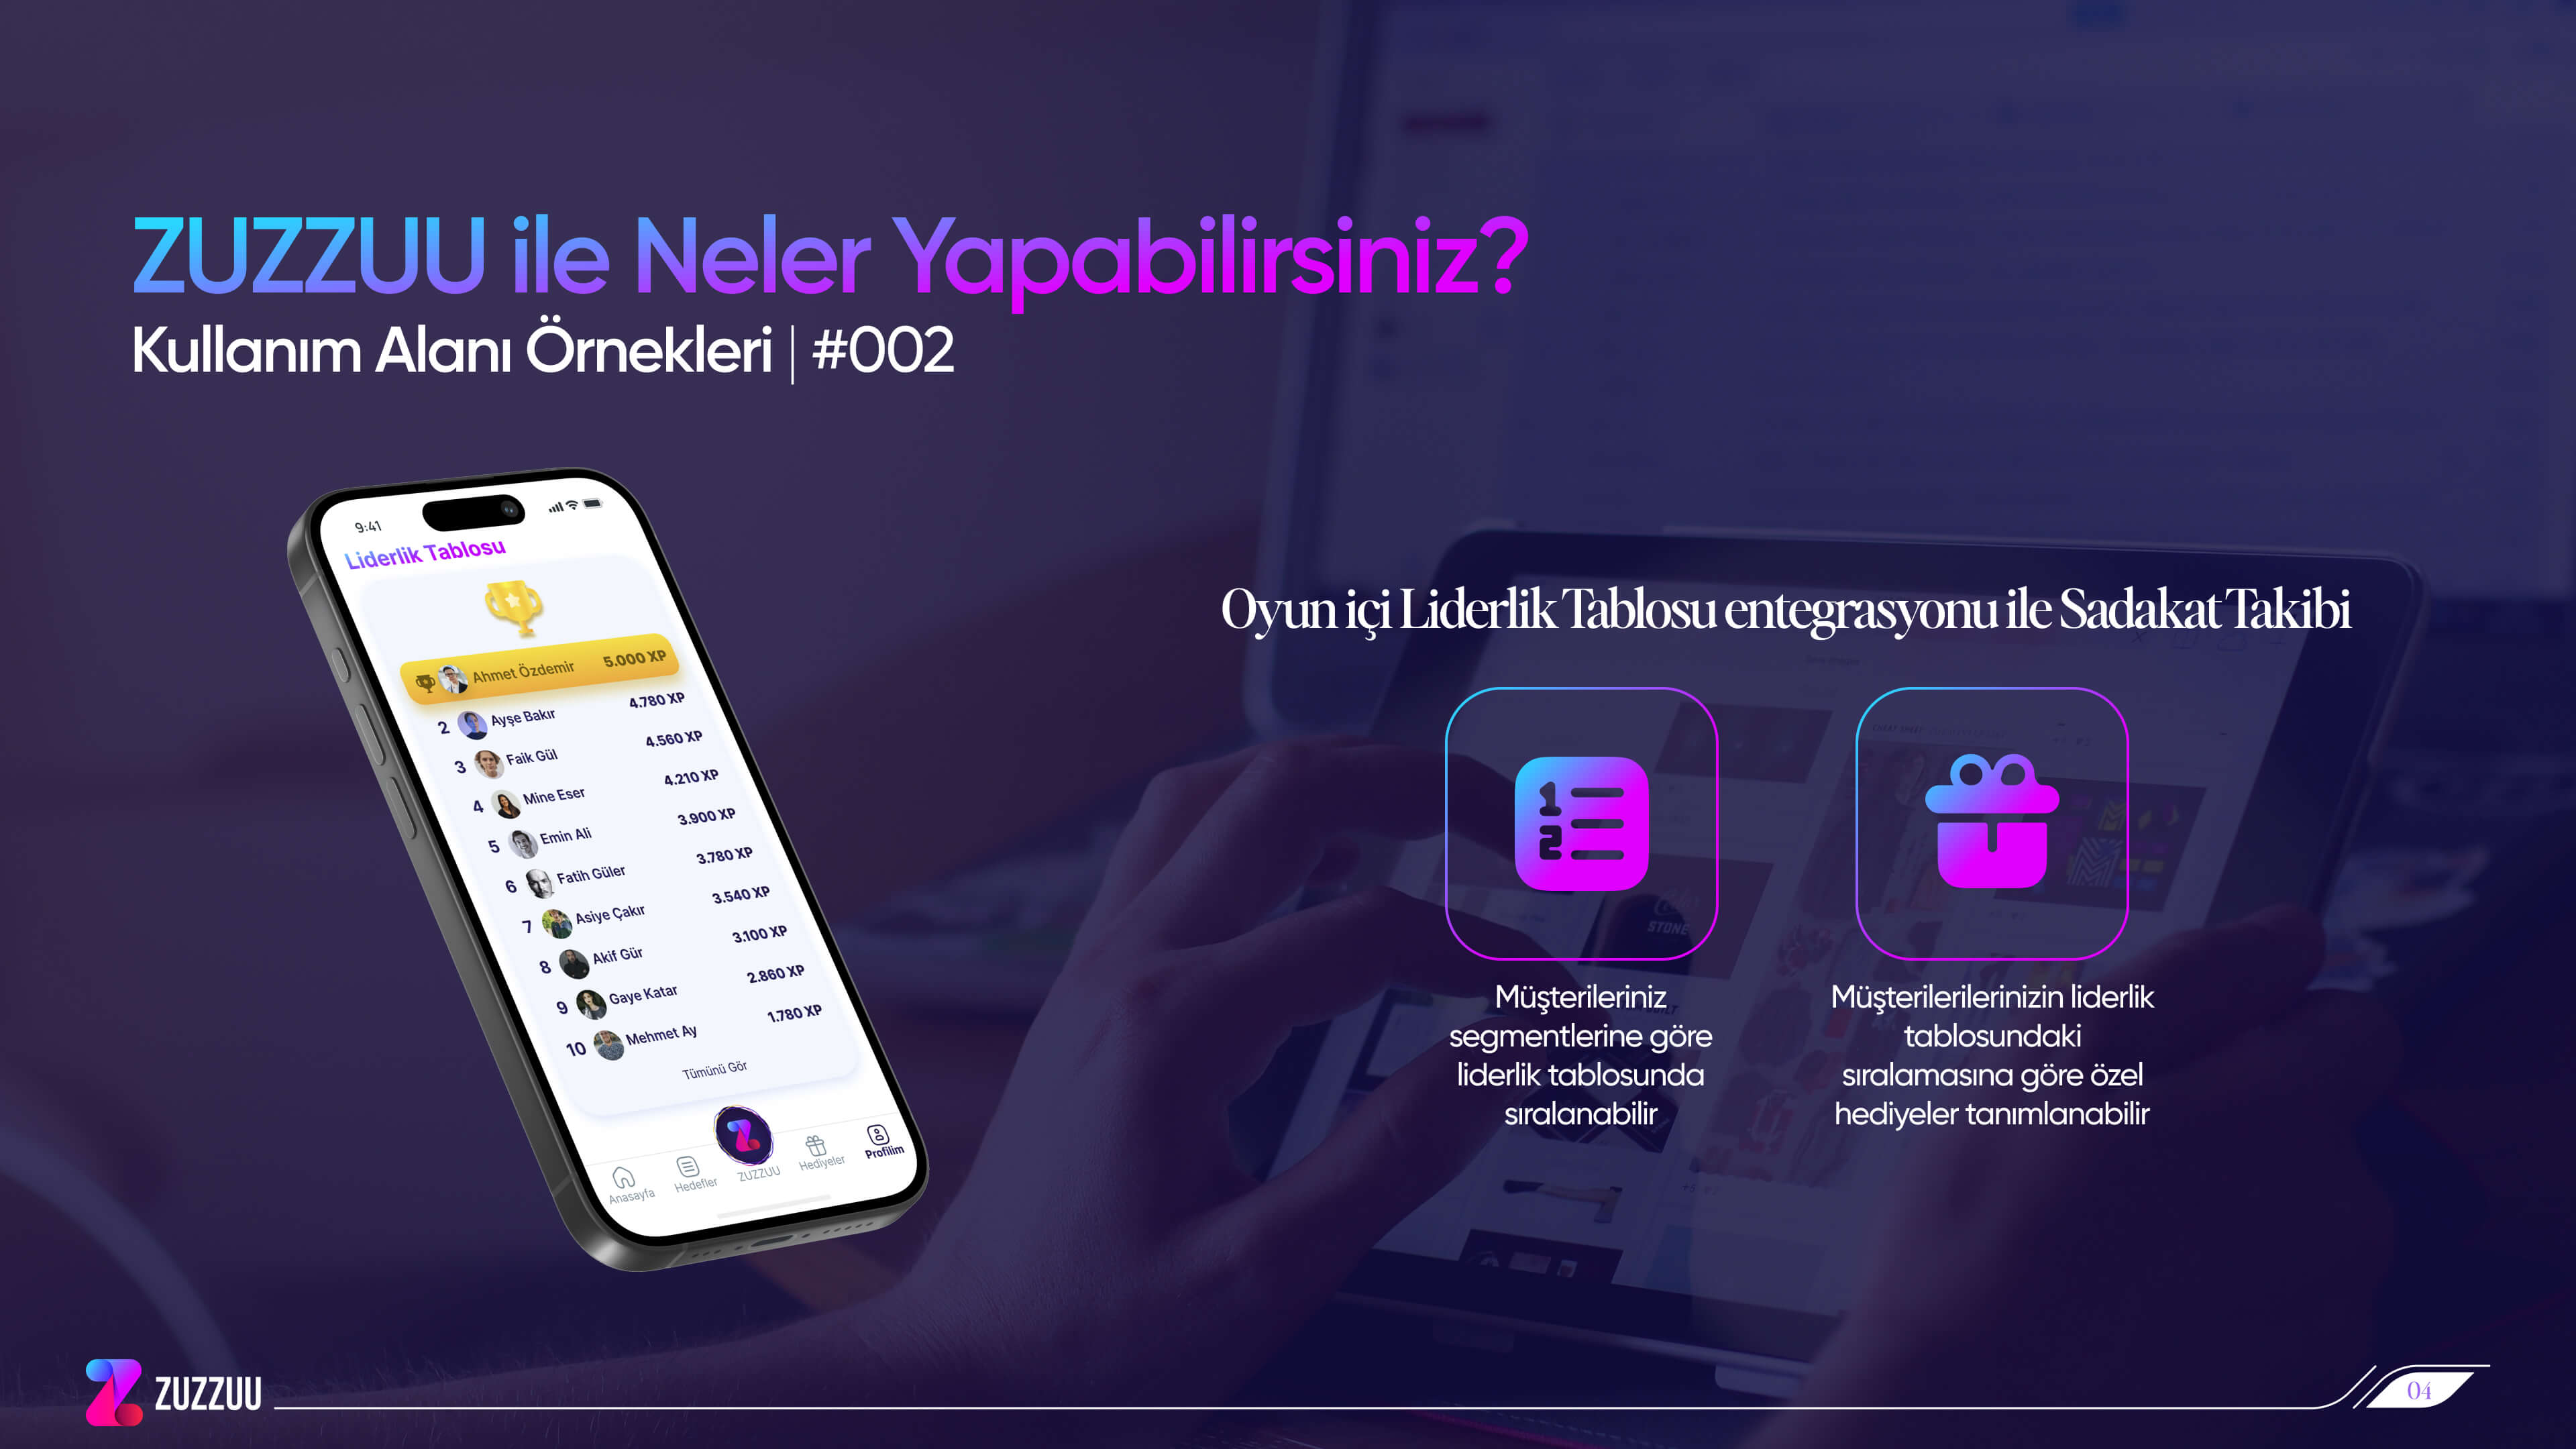 ZUZZUU ile Neler Yapabilirsiniz?
Kullanım Alanı Örnekleri | #002
9:41
Liderlik Tablosu
Ahmet Özdemir 5.000 XP
2 Ayşe Bakır 4.780 XP
3 Faik Gül 4.560 XP
4 Mine Eser 4.210 XP
5 Emin Ali 3.900 XP
6 Fatih Güler 3.780 XP
7 Asiye Çakır 3.540 XP
8 Akif Gür 3.100 XP
9 Gaye Katar 2.860 XP
10 Mehmet Ay 1.780 XP
Tümünü Gör
Anasayfa Hedefler ZUZZUU Hediyeler Profilim
Oyun içi Liderlik Tablosu entegrasyonu ile Sadakat Takibi
1
2
Müşterileriniz
segmentlerine göre
liderlik tablosunda
sıralanabilir
Müşterilerilerinizin liderlik
tablosundaki
sıralamasına göre özel
hediyeler tanımlanabilir
STONE
ZUZZUU
04